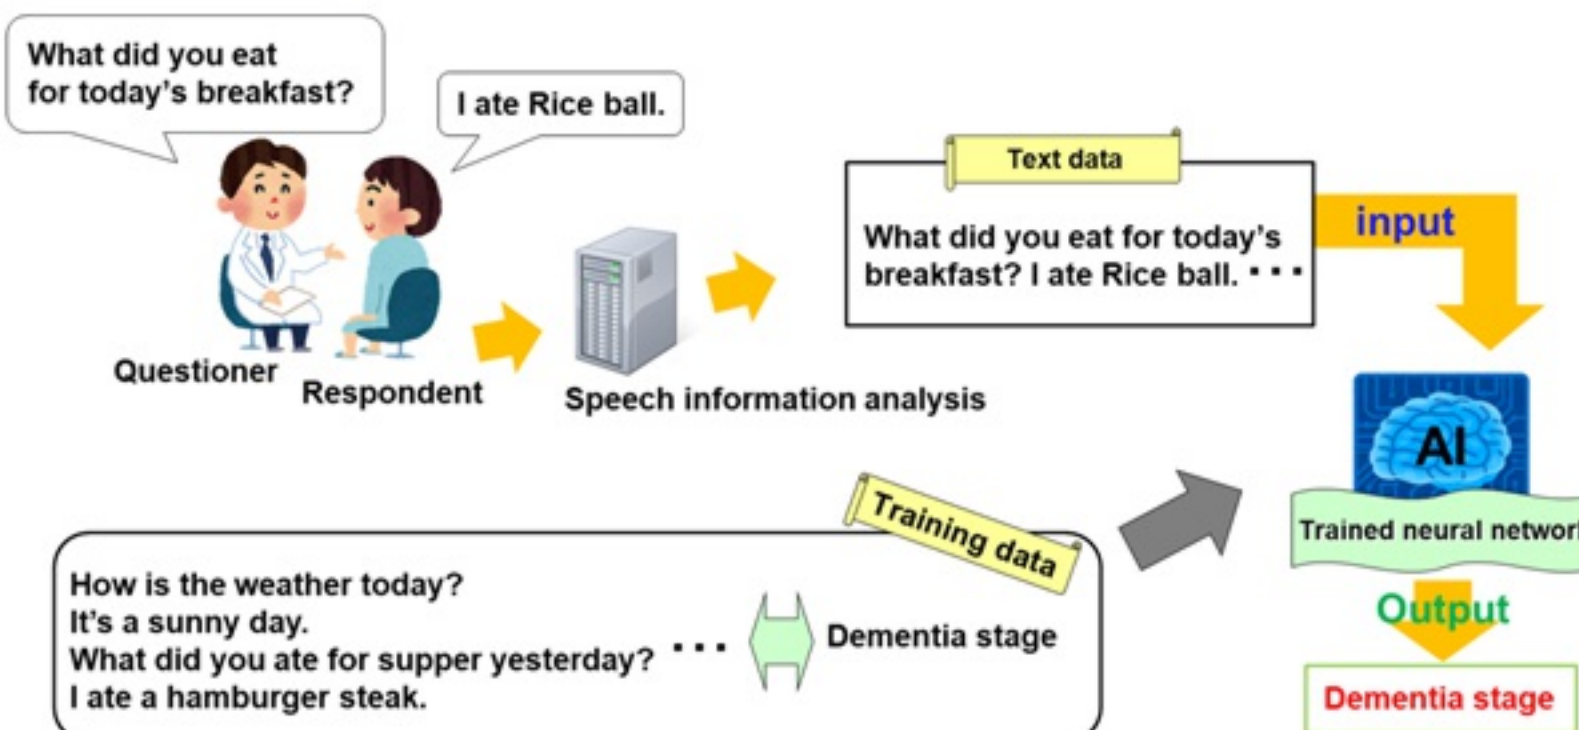 What did you eat
for today's breakfast?
I ate Rice ball.
Questioner
Respondent
Speech information analysis
Text data
What did you eat for today's
breakfast? I ate Rice ball. ▪▪▪
input
AI
Trained neural networ
Output
Dementia stage
Training data
How is the weather today?
It's a sunny day.
What did you ate for supper yesterday? ▪▪▪
I ate a hamburger steak.
Dementia stage